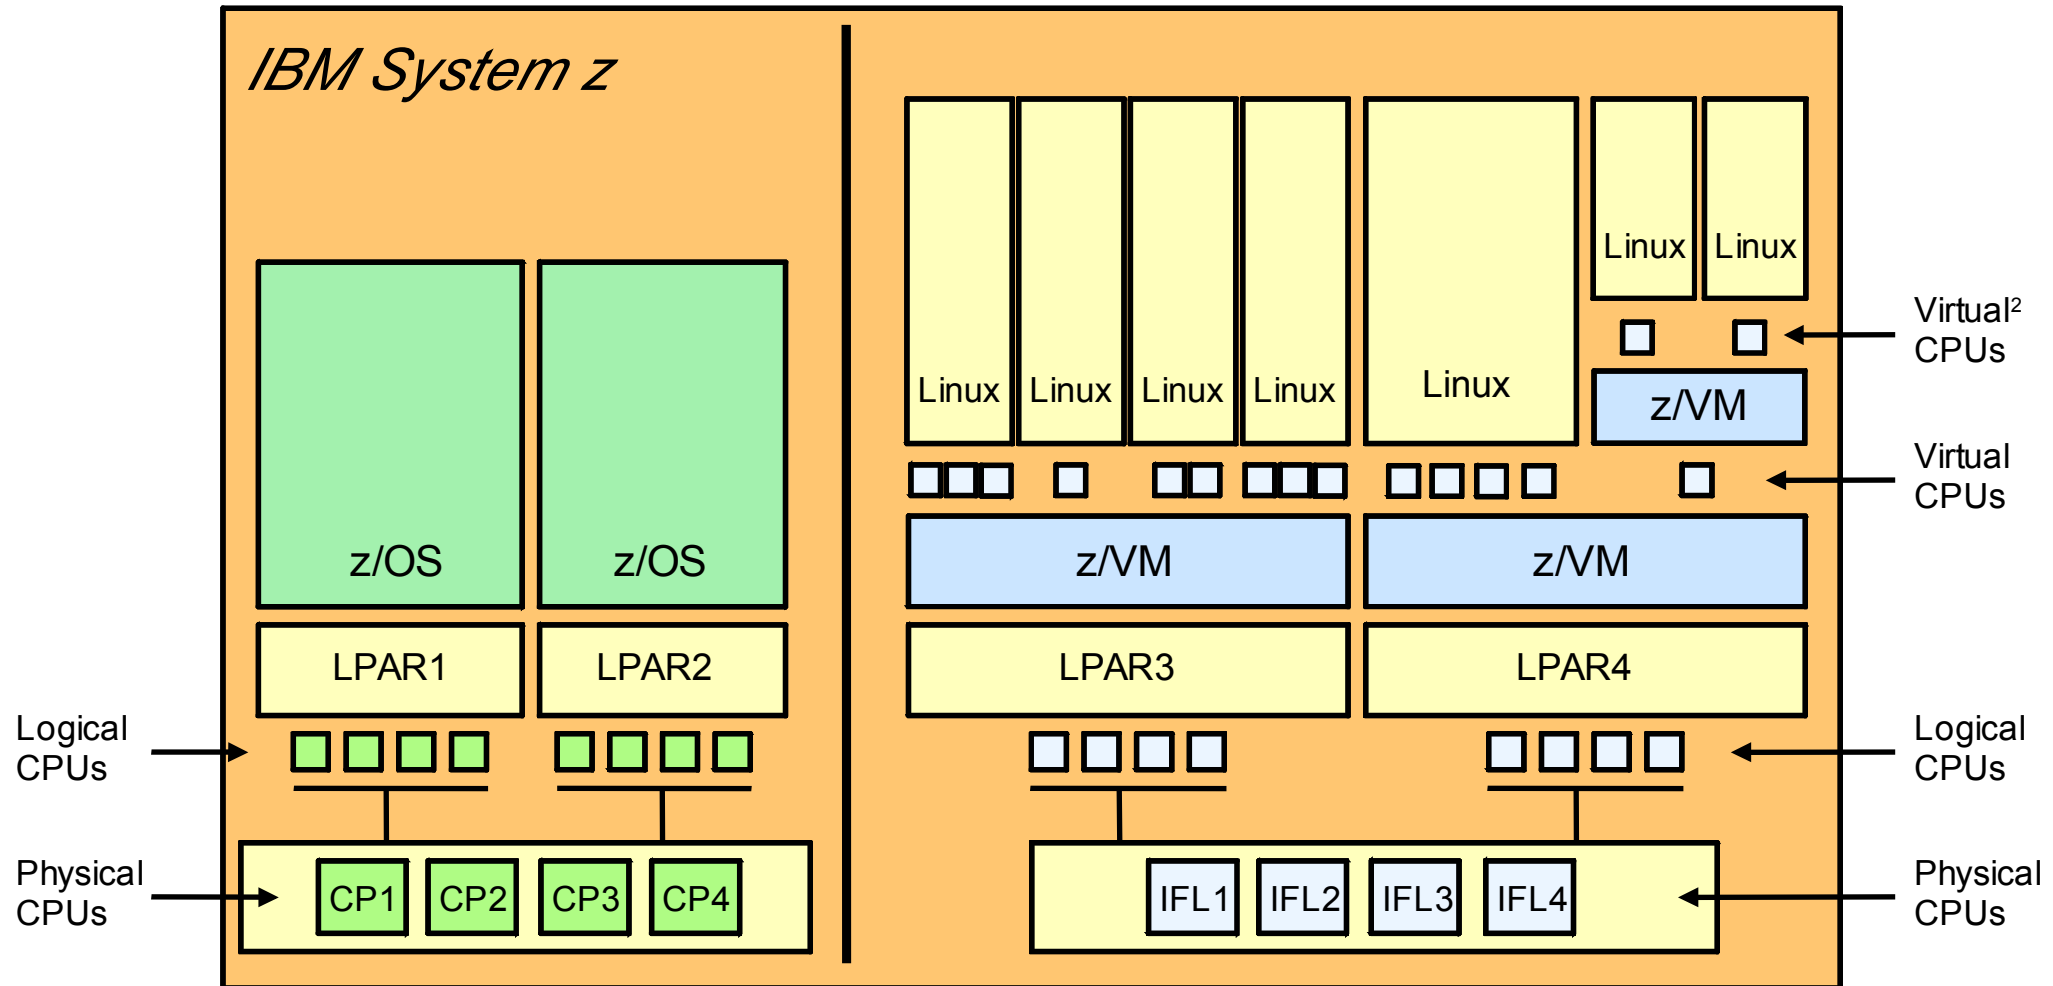 IBM System z
Linux Linux
Virtual²
CPUs
Linux Linux Linux Linux Linux
z/VM
Virtual
CPUs
z/OS z/OS z/VM z/VM
LPAR1 LPAR2 LPAR3 LPAR4
Logical
CPUs
Logical
CPUs
Physical
CPUs
CP1 CP2 CP3 CP4
IFL1 IFL2 IFL3 IFL4
Physical
CPUs